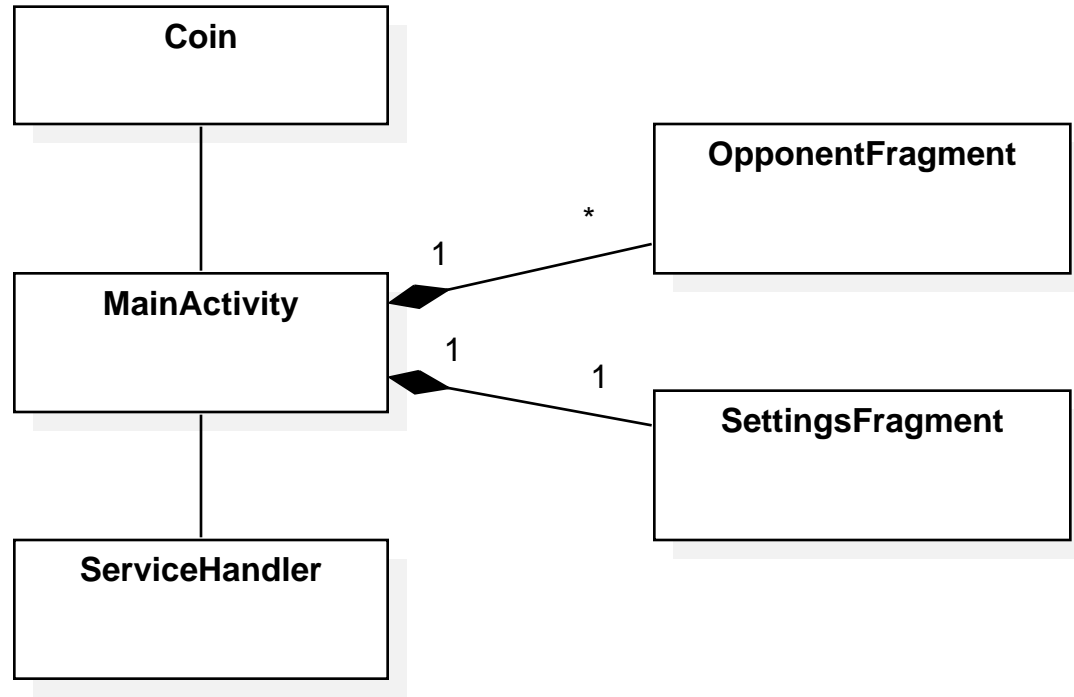 Coin
OpponentFragment
*
1
MainActivity
1
1
SettingsFragment
ServiceHandler